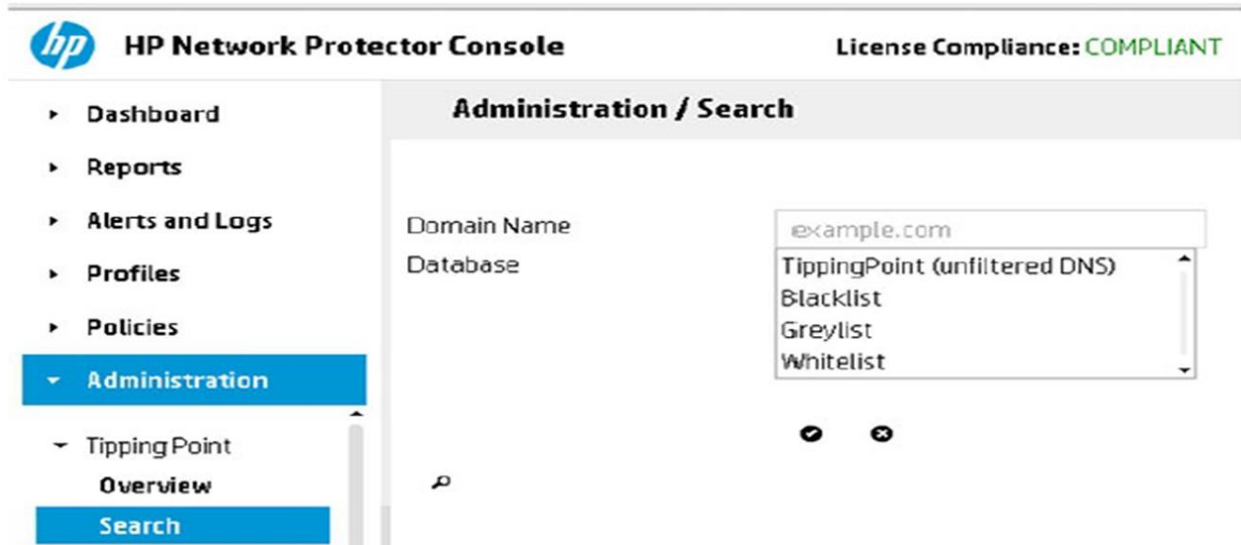 hp HP Network Protector Console License Compliance: COMPLIANT
Dashboard
Reports
Alerts and Logs
Profiles
Policies
Administration
Tipping Point
Overview
Search
Administration / Search
Domain Name example.com
Database
TippingPoint (unfiltered DNS)
Blacklist
Greylist
Whitelist